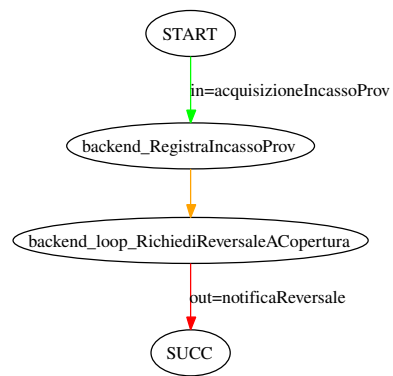 START
in=acquisizioneIncassoProv
backend_RegistraIncassoProv
backend_loop_RichiediReversaleACopertura
out=notificaReversale
SUCC